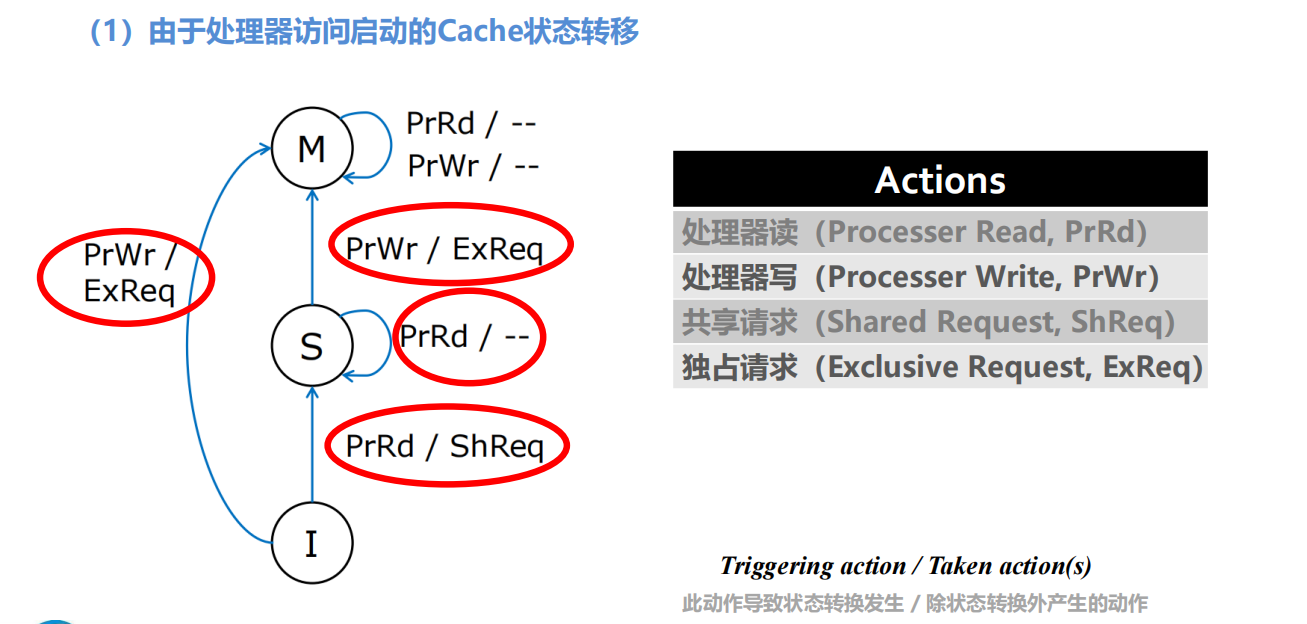 （1）由于处理器访问启动的Cache状态转移
M
PrRd / --
PrWr / --
PrWr /
ExReq
PrWr / ExReq
S
PrRd / --
PrRd / ShReq
I
Actions
处理器读（Processer Read, PrRd)
处理器写（Processer Write, PrWr）
共享请求（Shared Request, ShReq)
独占请求（Exclusive Request, ExReq)
Triggering action / Taken action(s)
此动作导致状态转换发生 / 除状态转换外产生的动作